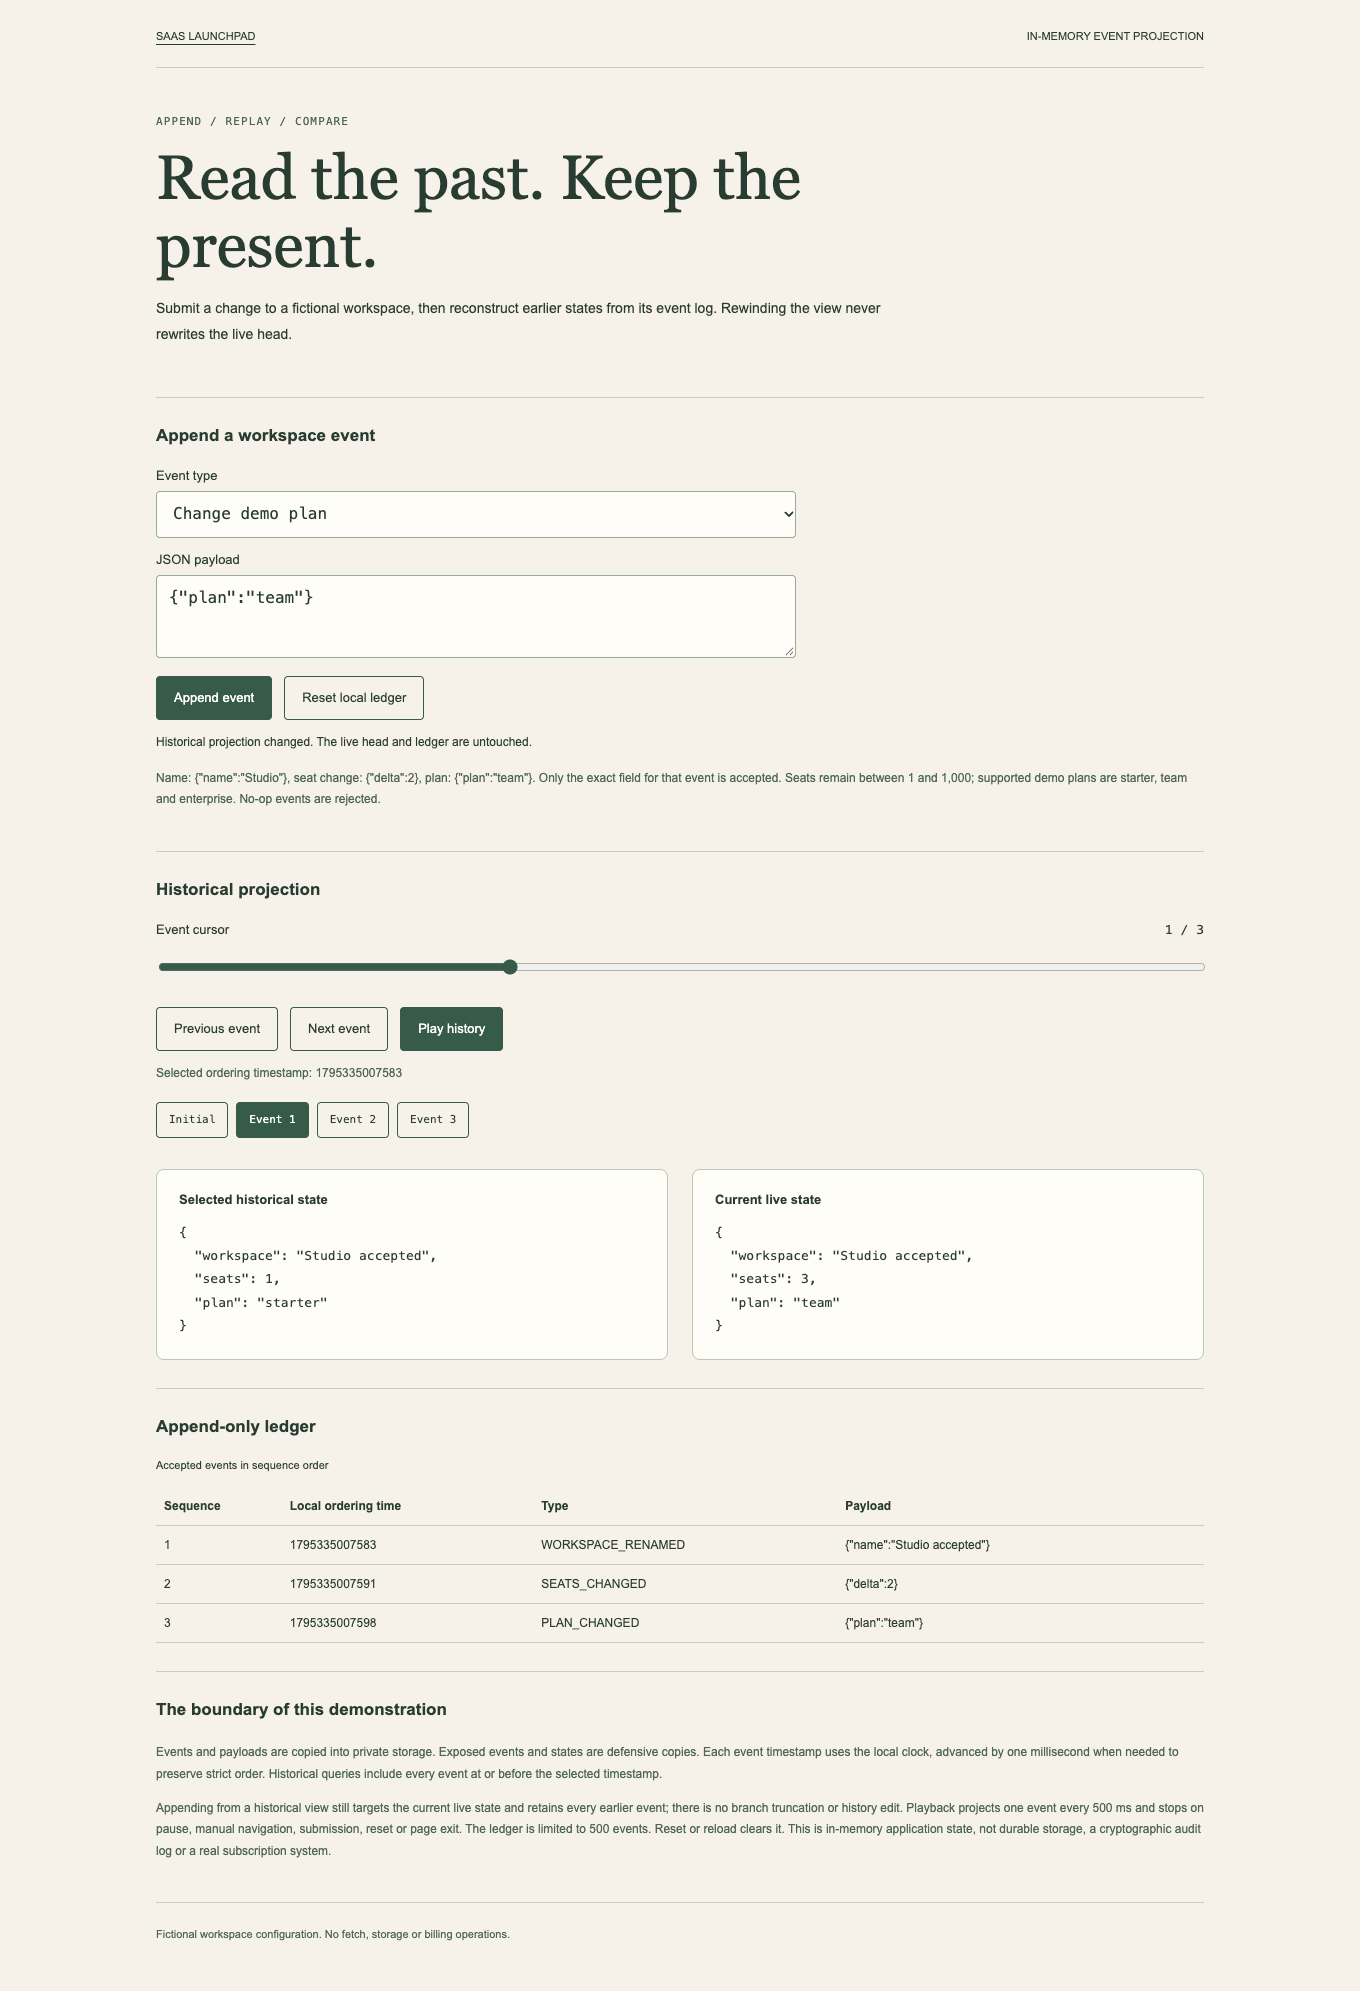 SAAS LAUNCHPAD
IN-MEMORY EVENT PROJECTION
APPEND / REPLAY / COMPARE
Read the past. Keep the
present.
Submit a change to a fictional workspace, then reconstruct earlier states from its event log. Rewinding the view never
rewrites the live head.
Append a workspace event
Event type
Change demo plan
JSON payload
{"plan":"team"}
Append event
Reset local ledger
Historical projection changed. The live head and ledger are untouched.
Name: {"name":"Studio"}, seat change: {"delta":2}, plan: {"plan":"team"}. Only the exact field for that event is accepted. Seats remain between 1 and 1,000; supported demo plans are starter, team
and enterprise. No-op events are rejected.
Historical projection
Event cursor
1 / 3
Previous event
Next event
Play history
Selected ordering timestamp: 1795335007583
Initial
Event 1
Event 2
Event 3
Selected historical state
{
  "workspace": "Studio accepted",
  "seats": 1,
  "plan": "starter"
}
Current live state
{
  "workspace": "Studio accepted",
  "seats": 3,
  "plan": "team"
}
Append-only ledger
Accepted events in sequence order
Sequence Local ordering time Type Payload
1 1795335007583 WORKSPACE_RENAMED {"name":"Studio accepted"}
2 1795335007591 SEATS_CHANGED {"delta":2}
3 1795335007598 PLAN_CHANGED {"plan":"team"}
The boundary of this demonstration
Events and payloads are copied into private storage. Exposed events and states are defensive copies. Each event timestamp uses the local clock, advanced by one millisecond when needed to
preserve strict order. Historical queries include every event at or before the selected timestamp.
Appending from a historical view still targets the current live state and retains every earlier event; there is no branch truncation or history edit. Playback projects one event every 500 ms and stops on
pause, manual navigation, submission, reset or page exit. The ledger is limited to 500 events. Reset or reload clears it. This is in-memory application state, not durable storage, a cryptographic audit
log or a real subscription system.
Fictional workspace configuration. No fetch, storage or billing operations.